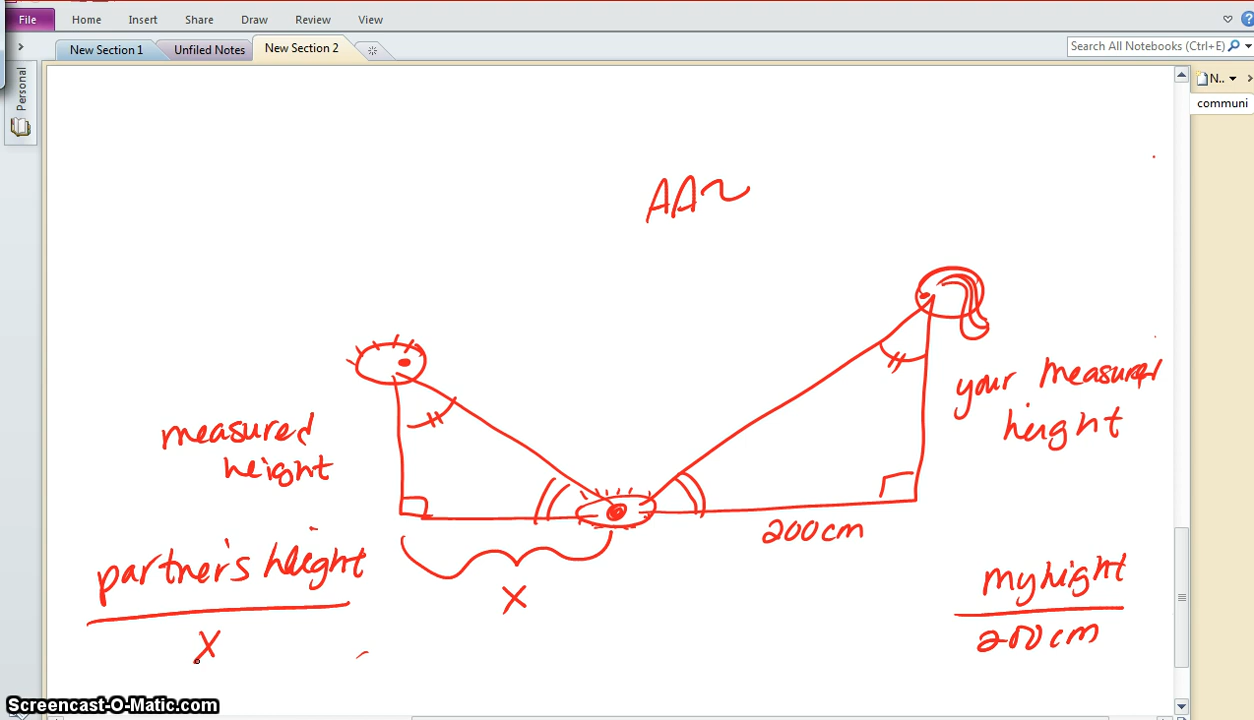 File Home Insert Share Draw Review View
New Section 1 Unfiled Notes New Section 2
Search All Notebooks (Ctrl+E)
Personal
N..
communi
AA~
measured
height
your measured
height
200cm
X
partner's height
X
my hight
200cm
Screencast-O-Matic.com